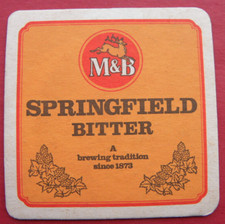 M&B
SPRINGFIELD
BITTER
A
brewing tradition
since 1873